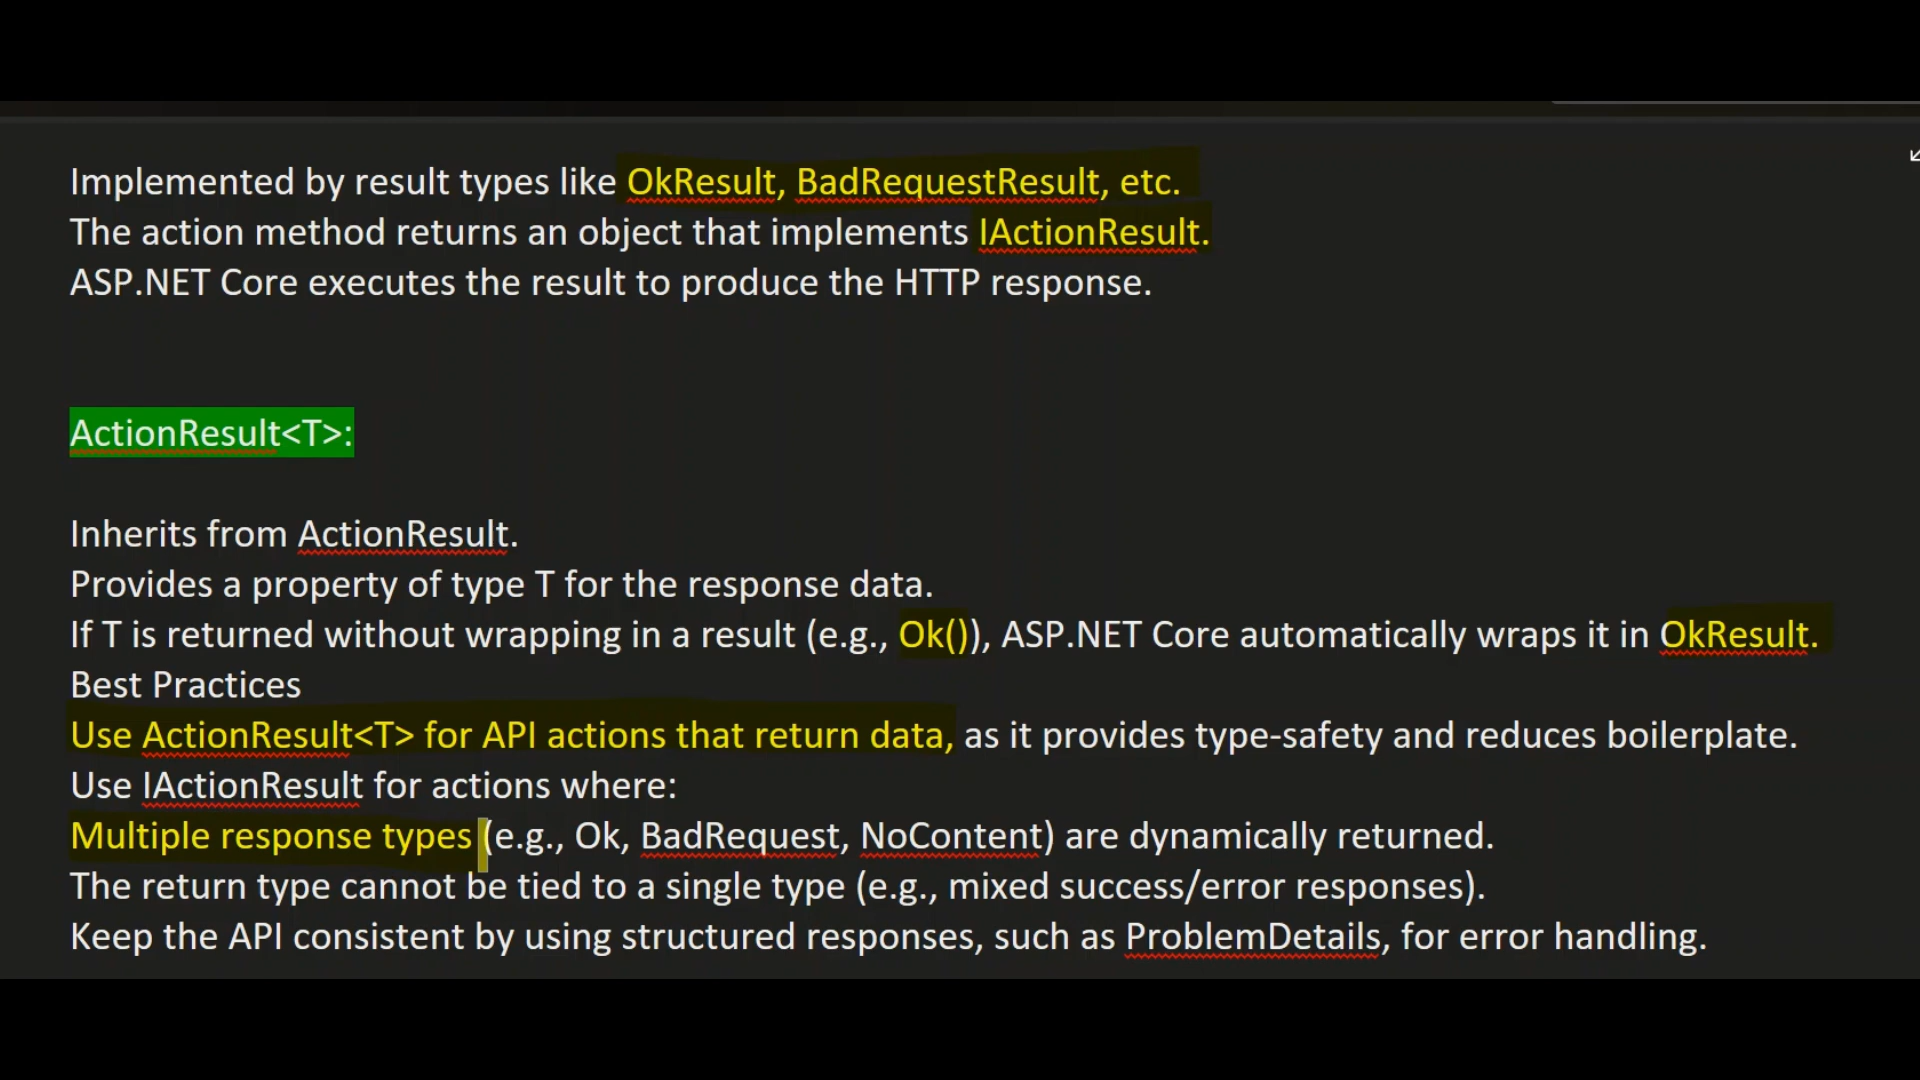 Implemented by result types like OkResult, BadRequestResult, etc.
The action method returns an object that implements IActionResult.
ASP.NET Core executes the result to produce the HTTP response.
ActionResult<T>:
Inherits from ActionResult.
Provides a property of type T for the response data.
If T is returned without wrapping in a result (e.g., Ok()), ASP.NET Core automatically wraps it in OkResult.
Best Practices
Use ActionResult<T> for API actions that return data, as it provides type-safety and reduces boilerplate.
Use IActionResult for actions where:
Multiple response types (e.g., Ok, BadRequest, NoContent) are dynamically returned.
The return type cannot be tied to a single type (e.g., mixed success/error responses).
Keep the API consistent by using structured responses, such as ProblemDetails, for error handling.